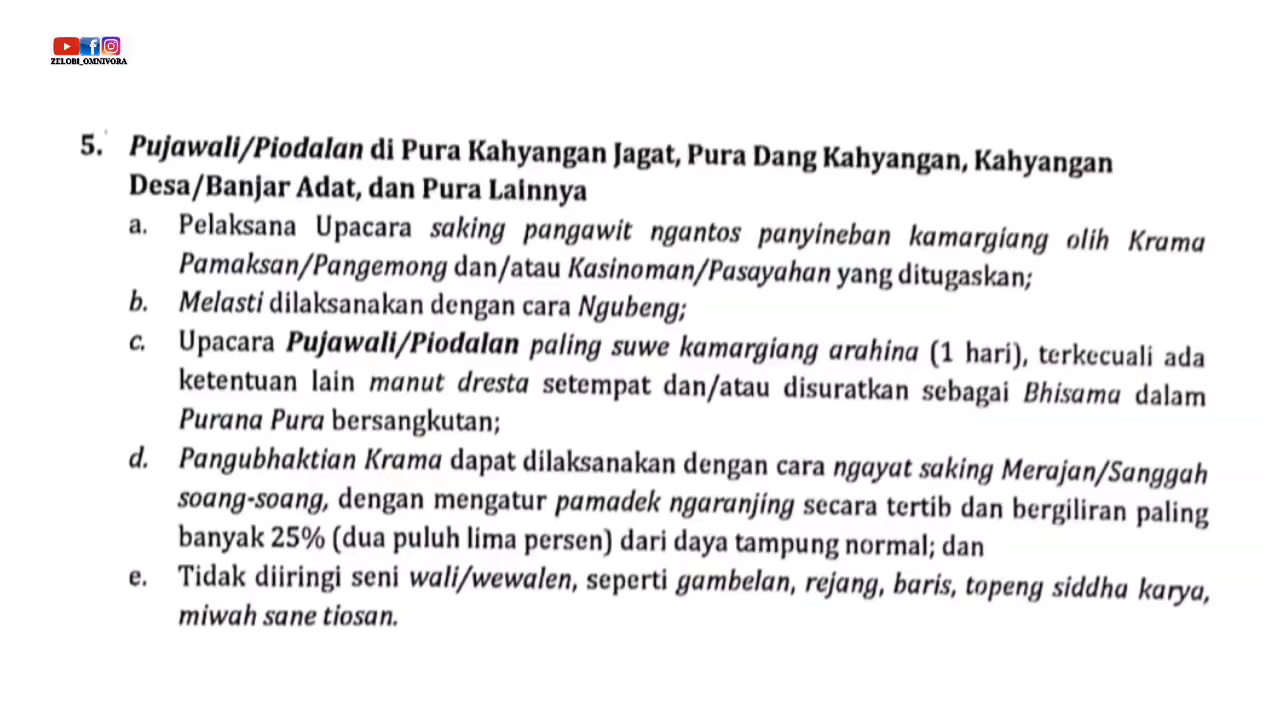 ZELOBI_OMNIVORA
5. Pujawali/Piodalan di Pura Kahyangan Jagat, Pura Dang Kahyangan, Kahyangan
Desa/Banjar Adat, dan Pura Lainnya
a. Pelaksana Upacara saking pangawit ngantos panyineban kamargiang olih Krama
Pamaksan/Pangemong dan/atau Kasinoman/Pasayahan yang ditugaskan;
b. Melasti dilaksanakan dengan cara Ngubeng;
c. Upacara Pujawali/Piodalan paling suwe kamargiang arahina (1 hari), terkecuali ada
ketentuan lain manut dresta setempat dan/atau disuratkan sebagai Bhisama dalam
Purana Pura bersangkutan;
d. Pangubhaktian Krama dapat dilaksanakan dengan cara ngayat saking Merajan/Sanggah
soang-soang, dengan mengatur pamadek ngaranjing secara tertib dan bergiliran paling
banyak 25% (dua puluh lima persen) dari daya tampung normal; dan
e. Tidak diiringi seni wali/wewalen, seperti gambelan, rejang, baris, topeng siddha karya,
miwah sane tiosan.